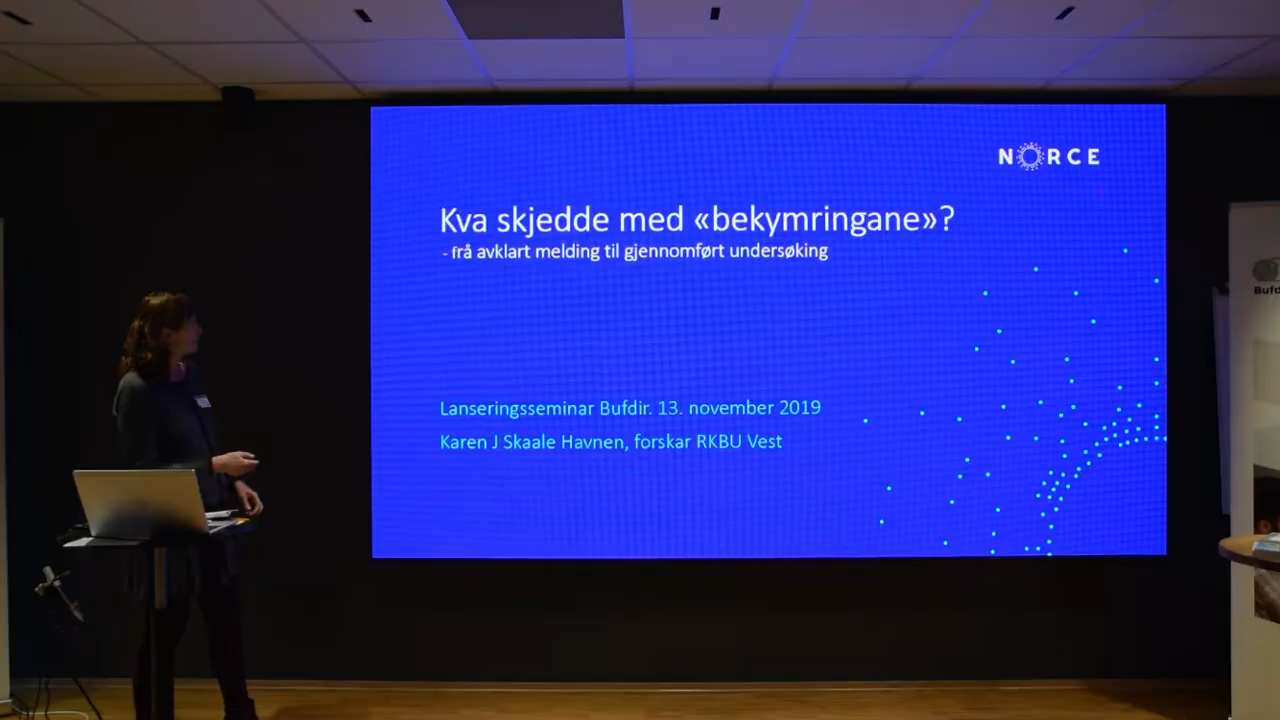 NORCE
Kva skjedde med «bekymringane»?
- frå avklart melding til gjennomført undersøking
Lanseringsseminar Bufdir. 13. november 2019
Karen J Skaale Havnen, forskar RKBU Vest